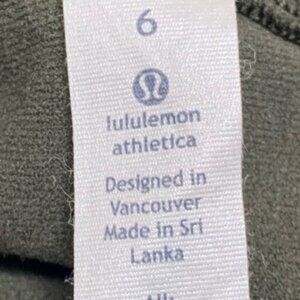 6
lululemon
athletica
Designed in
Vancouver
Made in Sri
Lanka